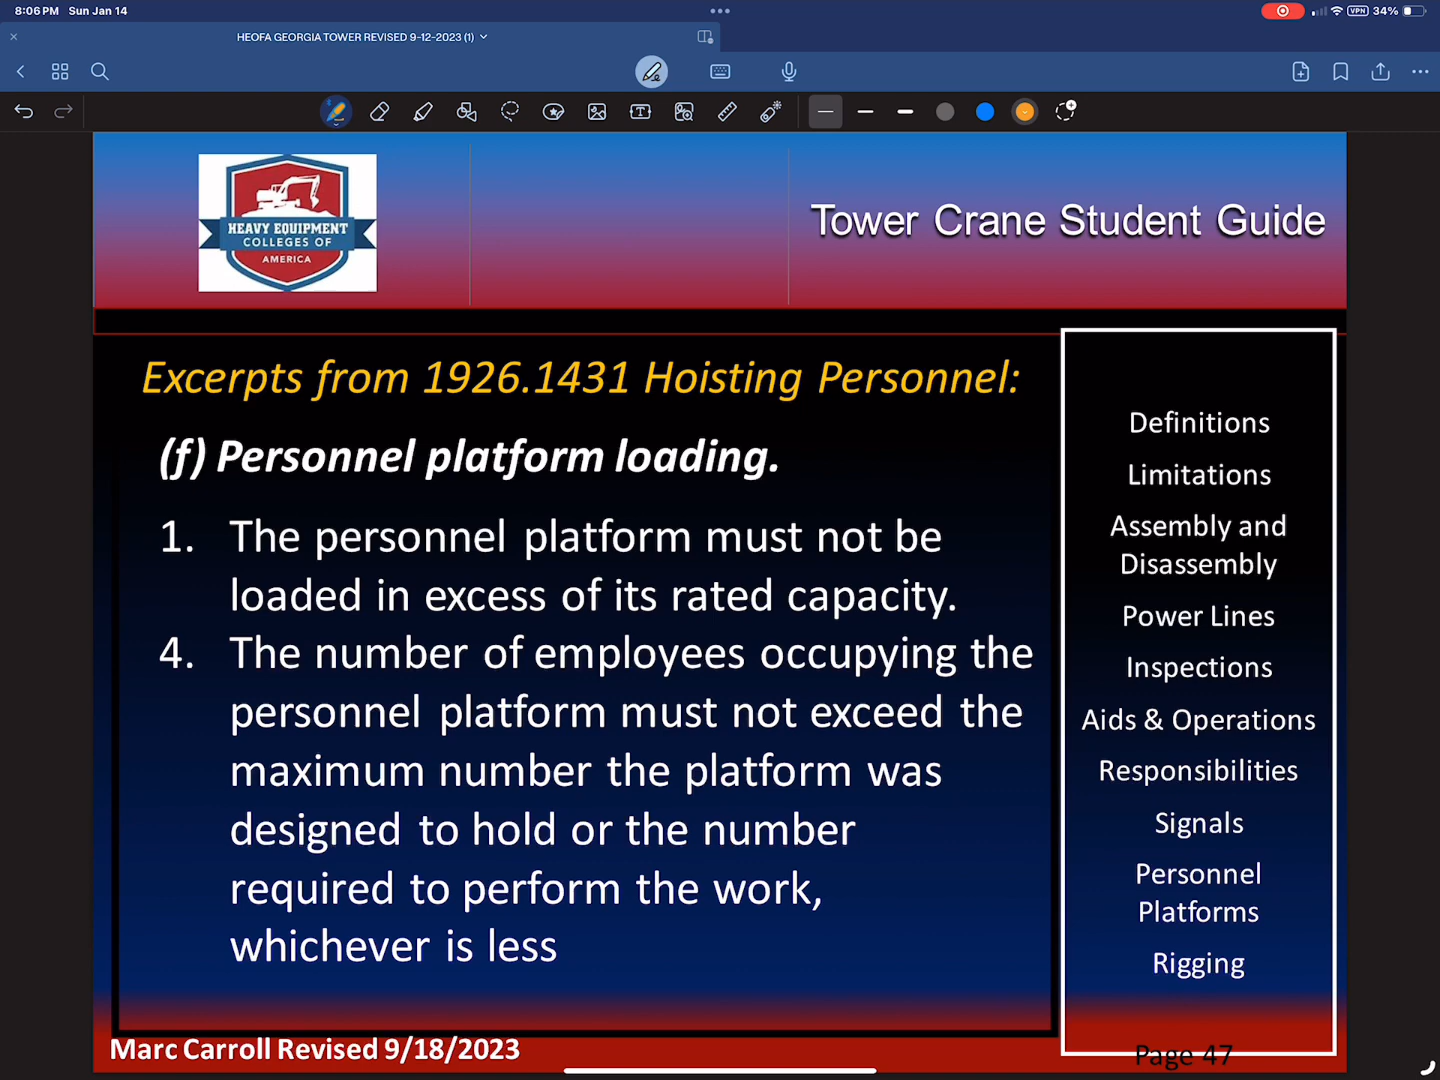 8:06 PM Sun Jan 14
VPN 34%
HEOFA GEORGIA TOWER REVISED 9-12-2023 (1)
HEAVY EQUIPMENT
COLLEGES OF
AMERICA
Tower Crane Student Guide
Excerpts from 1926.1431 Hoisting Personnel:
(f) Personnel platform loading.
1. The personnel platform must not be
loaded in excess of its rated capacity.
4. The number of employees occupying the
personnel platform must not exceed the
maximum number the platform was
designed to hold or the number
required to perform the work,
whichever is less
Definitions
Limitations
Assembly and
Disassembly
Power Lines
Inspections
Aids & Operations
Responsibilities
Signals
Personnel
Platforms
Rigging
Marc Carroll Revised 9/18/2023
Page 47